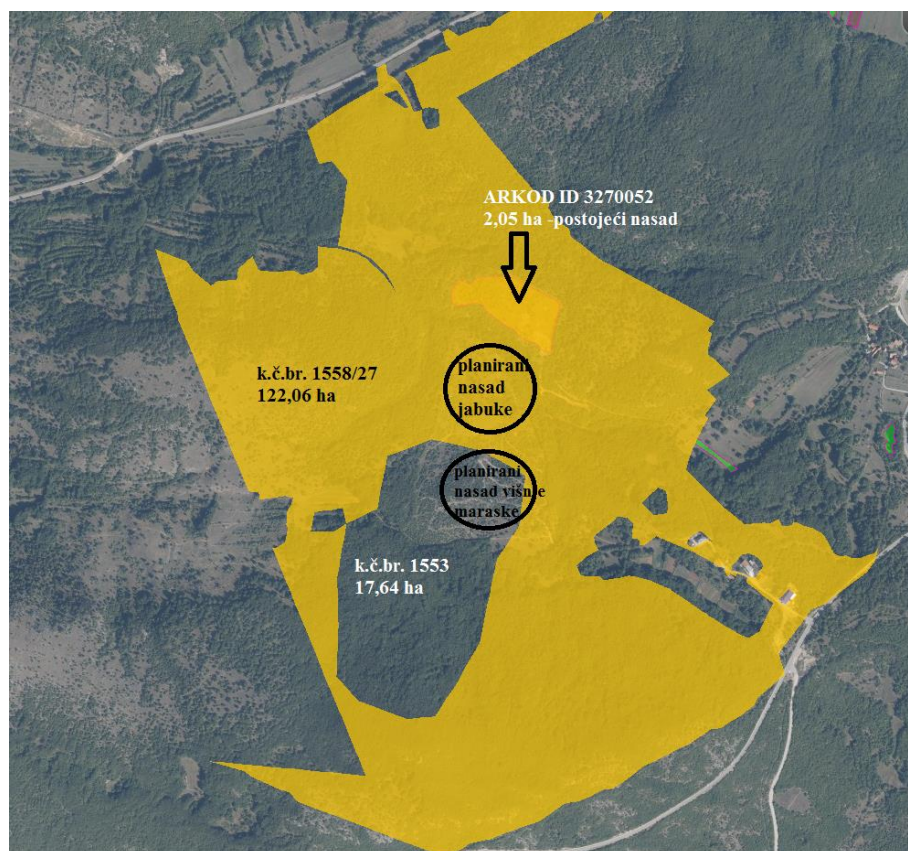 ARKOD ID 3270052
2,05 ha -postojeći nasad
planirani
nasad
jabuke
k.č.br. 1558/27
122,06 ha
planirani
nasad višnje
maraske
k.č.br. 1553
17,64 ha